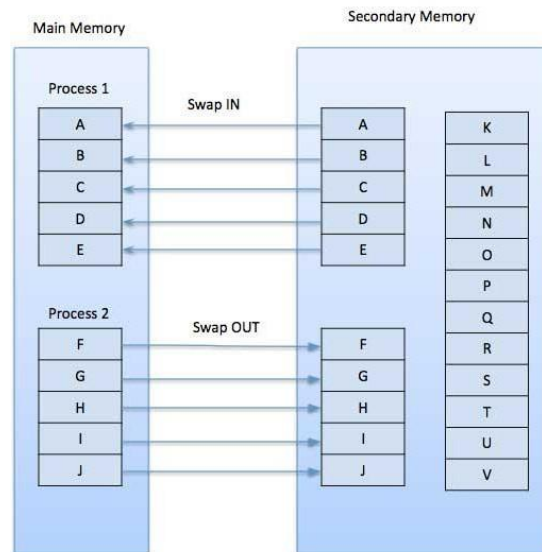 Main Memory
Secondary Memory
Process 1
Swap IN
A
B
C
D
E
A
B
C
D
E
Process 2
Swap OUT
F
G
H
I
J
F
G
H
I
J
K
L
M
N
O
P
Q
R
S
T
U
V